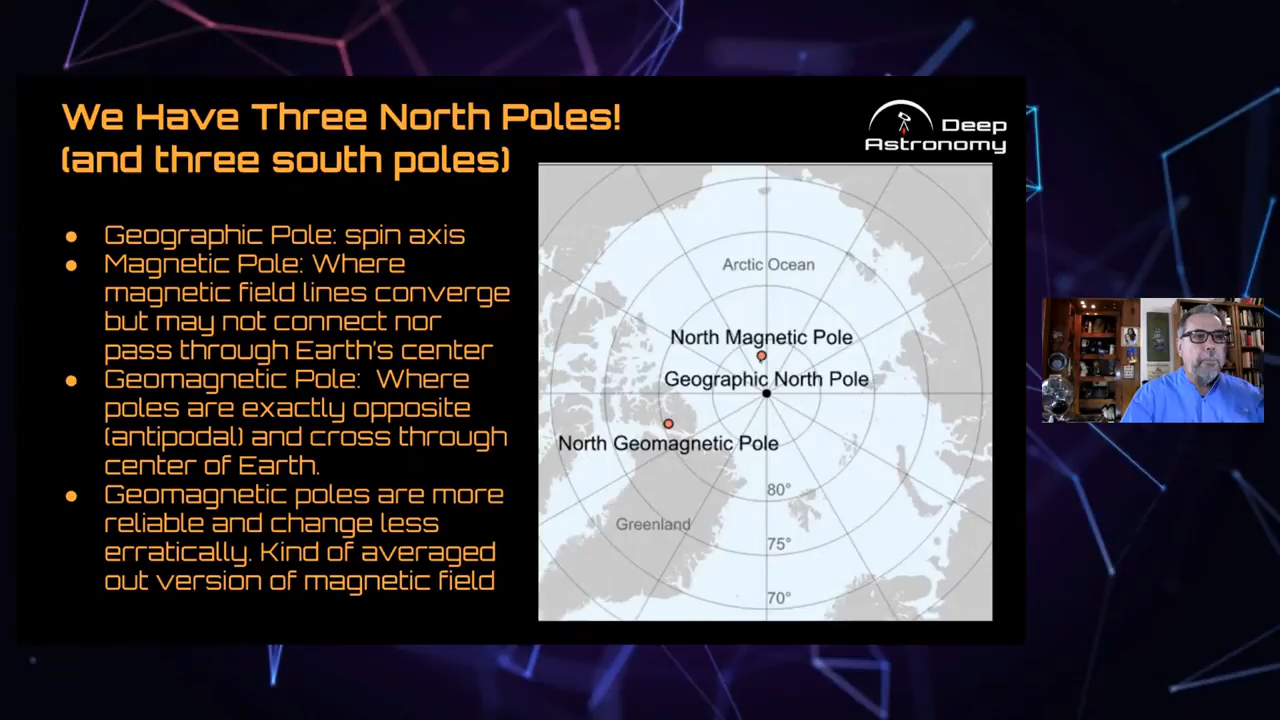 We Have Three North Poles!
(and three south poles)
Deep
Astronomy
● Geographic Pole: spin axis
● Magnetic Pole: Where
magnetic field lines converge
but may not connect nor
pass through Earth's center
● Geomagnetic Pole: Where
poles are exactly opposite
(antipodal) and cross through
center of Earth.
● Geomagnetic poles are more
reliable and change less
erratically. Kind of averaged
out version of magnetic field
Arctic Ocean
North Magnetic Pole
Geographic North Pole
North Geomagnetic Pole
80°
Greenland
75°
70°